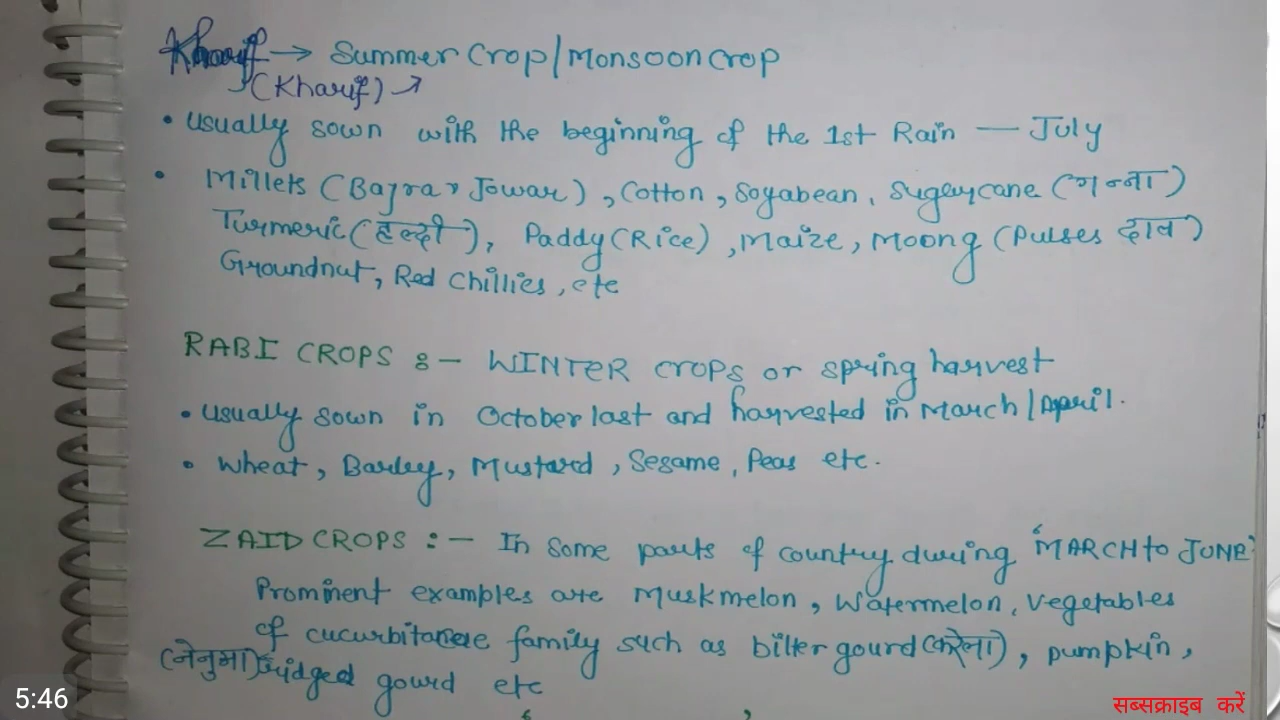 Kharif → Summer Crop/Monsoon crop
(Kharif) →
• Usually sown with the beginning of the 1st Rain — July
• Millets (Bajra & Jowar), Cotton, Soyabean, Sugarcane (गन्ना)
Turmeric (हल्दी), Paddy (Rice), Maize, Moong (Pulses दाल)
Groundnut, Red Chillies, etc
RABI CROPS :- WINTER crops or spring harvest
• Usually sown in October last and harvested in March/April.
• Wheat, Barley, Mustard, Sesame, Peas etc.
ZAID CROPS :- In some parts of country during 'MARCH to JUNE'
Prominent examples are Muskmelon, Watermelon, Vegetables
of cucurbitaceae family such as bitter gourd (करेला), pumpkin,
(नेनुआ) ridged gourd etc
5:46
सब्सक्राइब करें